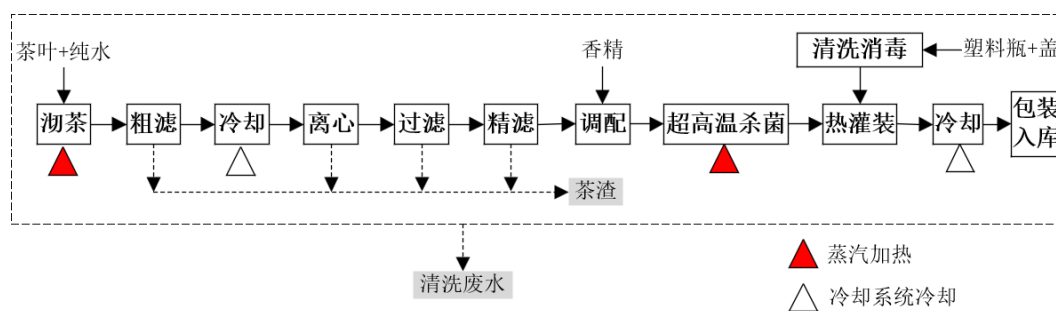 茶叶+纯水
香精
清洗消毒
塑料瓶+盖
沏茶
粗滤
冷却
离心
过滤
精滤
调配
超高温杀菌
热灌装
冷却
包装
入库
茶渣
清洗废水
蒸汽加热
冷却系统冷却